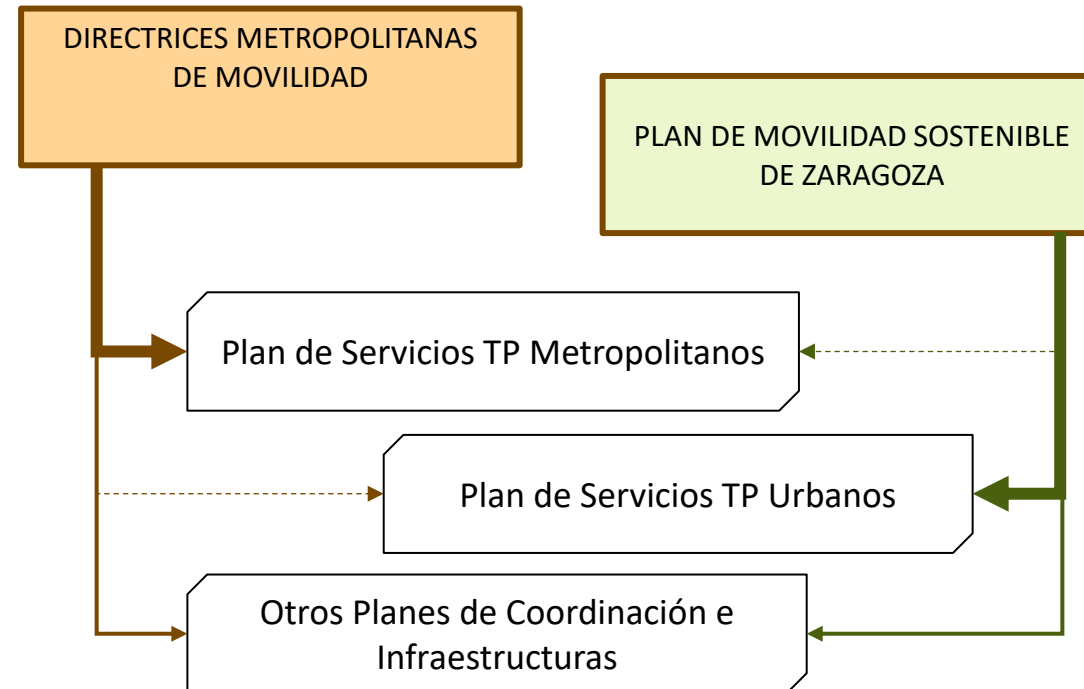 DIRECTRICES METROPOLITANAS
DE MOVILIDAD
PLAN DE MOVILIDAD SOSTENIBLE
DE ZARAGOZA
Plan de Servicios TP Metropolitanos
Plan de Servicios TP Urbanos
Otros Planes de Coordinación e
Infraestructuras